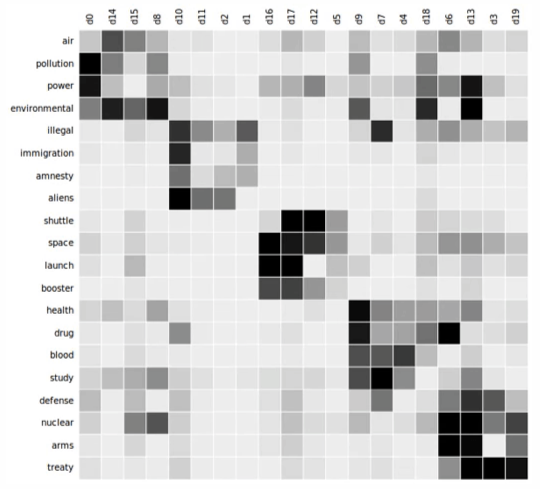 d0 d14 d15 d8 d10 d11 d2 d1 d16 d17 d12 d5 d9 d7 d4 d18 d6 d13 d3 d19
air
pollution
power
environmental
illegal
immigration
amnesty
aliens
shuttle
space
launch
booster
health
drug
blood
study
defense
nuclear
arms
treaty